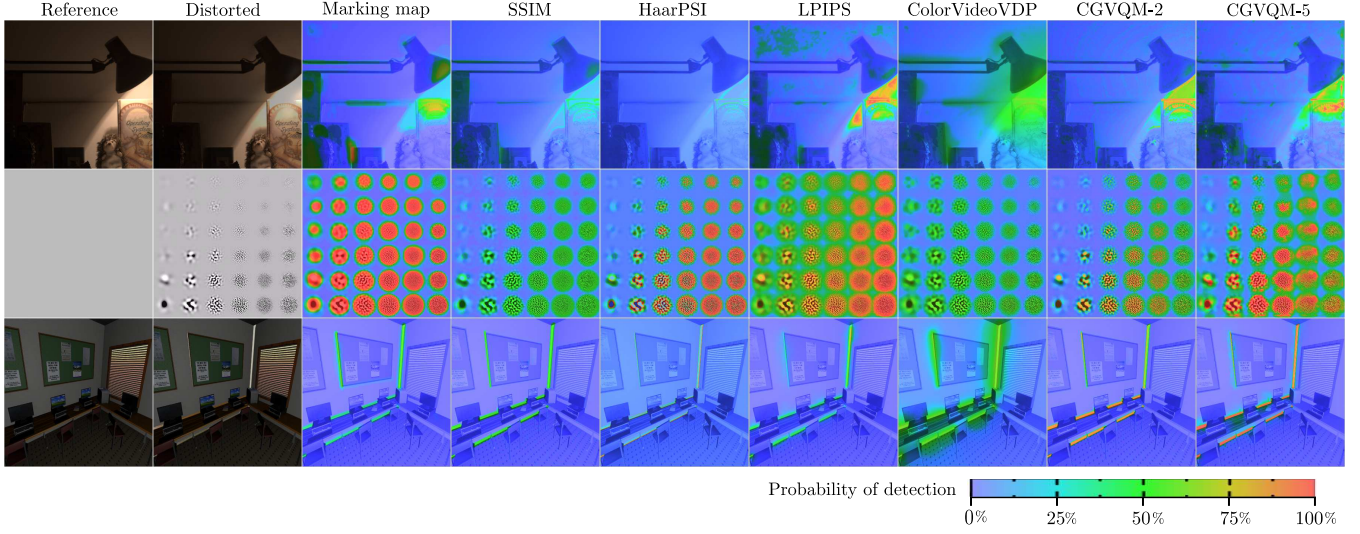 Reference Distorted Marking map SSIM HaarPSI LPIPS ColorVideoVDP CGVQM-2 CGVQM-5
Probability of detection
0% 25% 50% 75% 100%